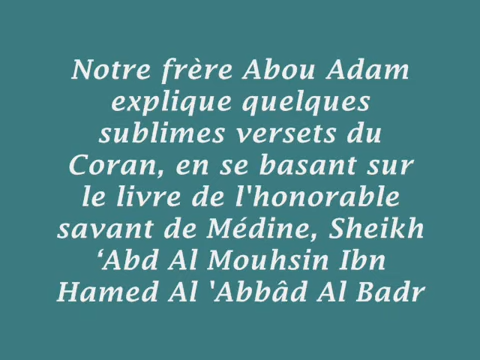 Notre frère Abou Adam
explique quelques
sublimes versets du
Coran, en se basant sur
le livre de l'honorable
savant de Médine, Sheikh
‘Abd Al Mouhsin Ibn
Hamed Al 'Abbâd Al Badr